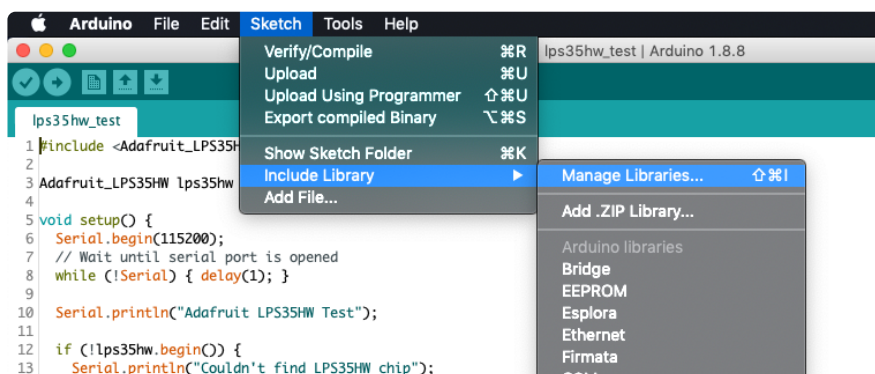 Arduino File Edit Sketch Tools Help
lps35hw_test | Arduino 1.8.8
Verify/Compile ⌘R
Upload ⌘U
Upload Using Programmer ⇧⌘U
Export compiled Binary ⌥⌘S
Show Sketch Folder ⌘K
Include Library ▶
Add File...
Manage Libraries... ⇧⌘I
Add .ZIP Library...
Arduino libraries
Bridge
EEPROM
Esplora
Ethernet
Firmata
lps35hw_test
1 #include <Adafruit_LPS35H
2
3 Adafruit_LPS35HW lps35hw
4
5 void setup() {
6 Serial.begin(115200);
7 // Wait until serial port is opened
8 while (!Serial) { delay(1); }
9
10 Serial.println("Adafruit LPS35HW Test");
11
12 if (!lps35hw.begin()) {
13 Serial.println("Couldn't find LPS35HW chip");